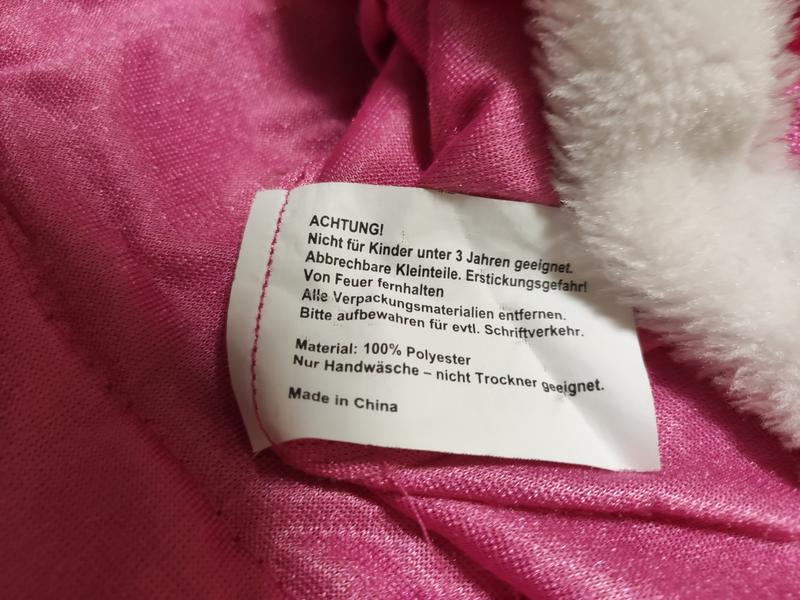 ACHTUNG!
Nicht für Kinder unter 3 Jahren geeignet.
Abbrechbare Kleinteile. Erstickungsgefahr!
Von Feuer fernhalten
Alle Verpackungsmaterialien entfernen.
Bitte aufbewahren für evtl. Schriftverkehr.
Material: 100% Polyester
Nur Handwäsche – nicht Trockner geeignet.
Made in China